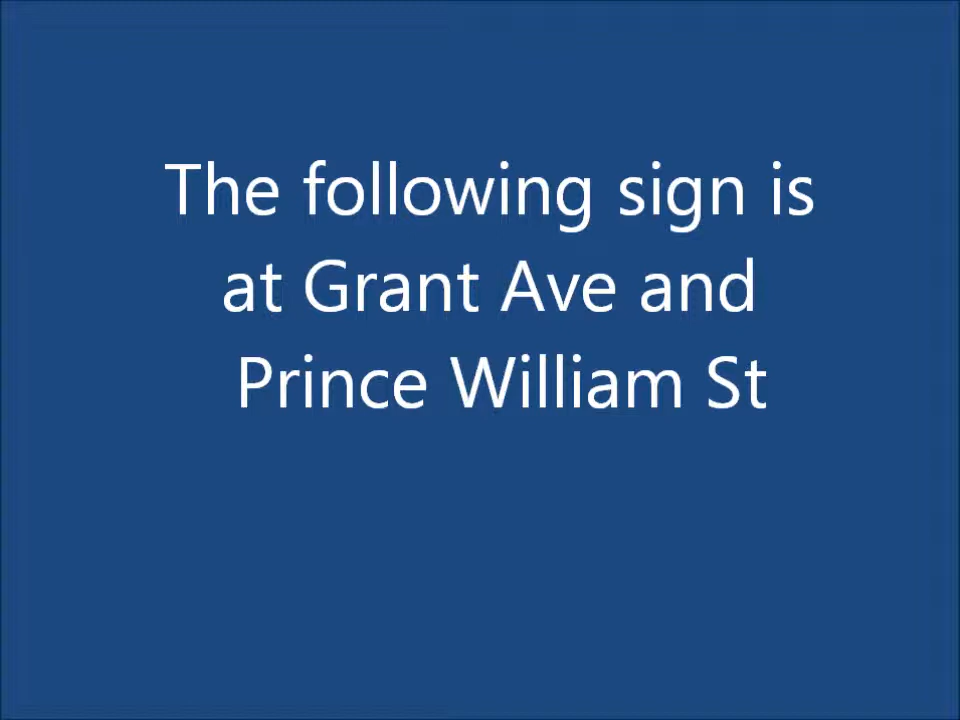 The following sign is
at Grant Ave and
Prince William St